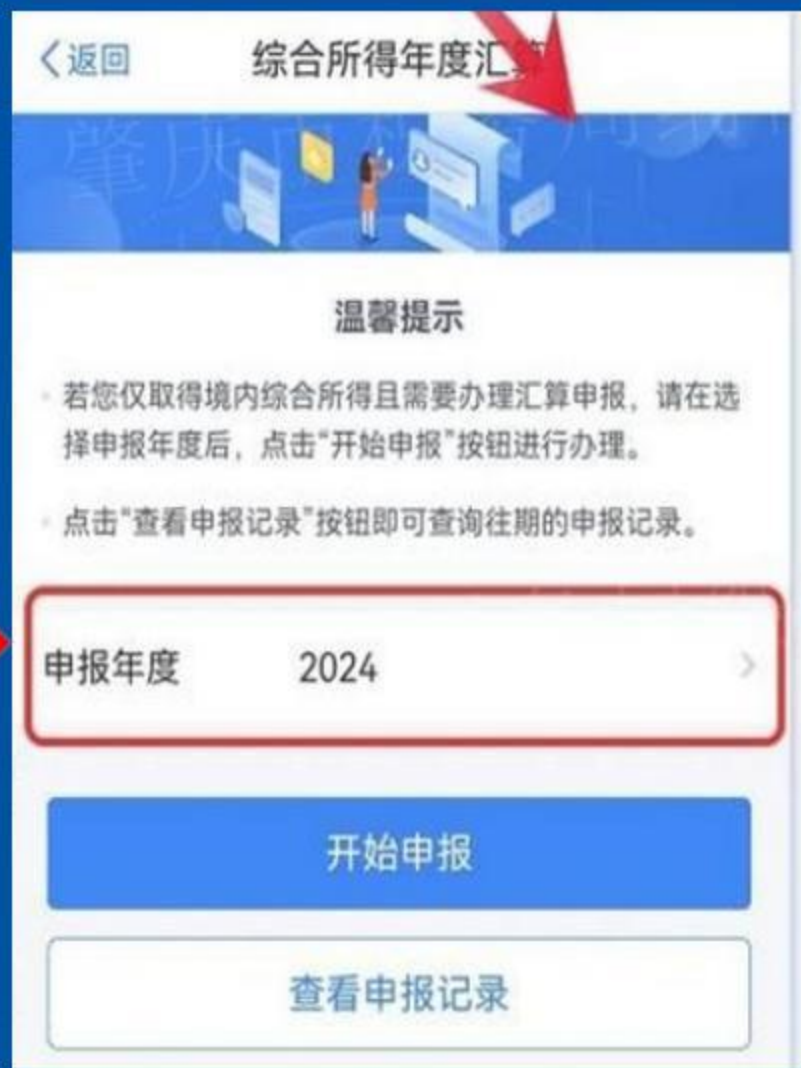 返回
综合所得年度汇算
温馨提示
若您仅取得境内综合所得且需要办理汇算申报，请在选
择申报年度后，点击“开始申报”按钮进行办理。
点击“查看申报记录”按钮即可查询往期的申报记录。
申报年度 2024
开始申报
查看申报记录